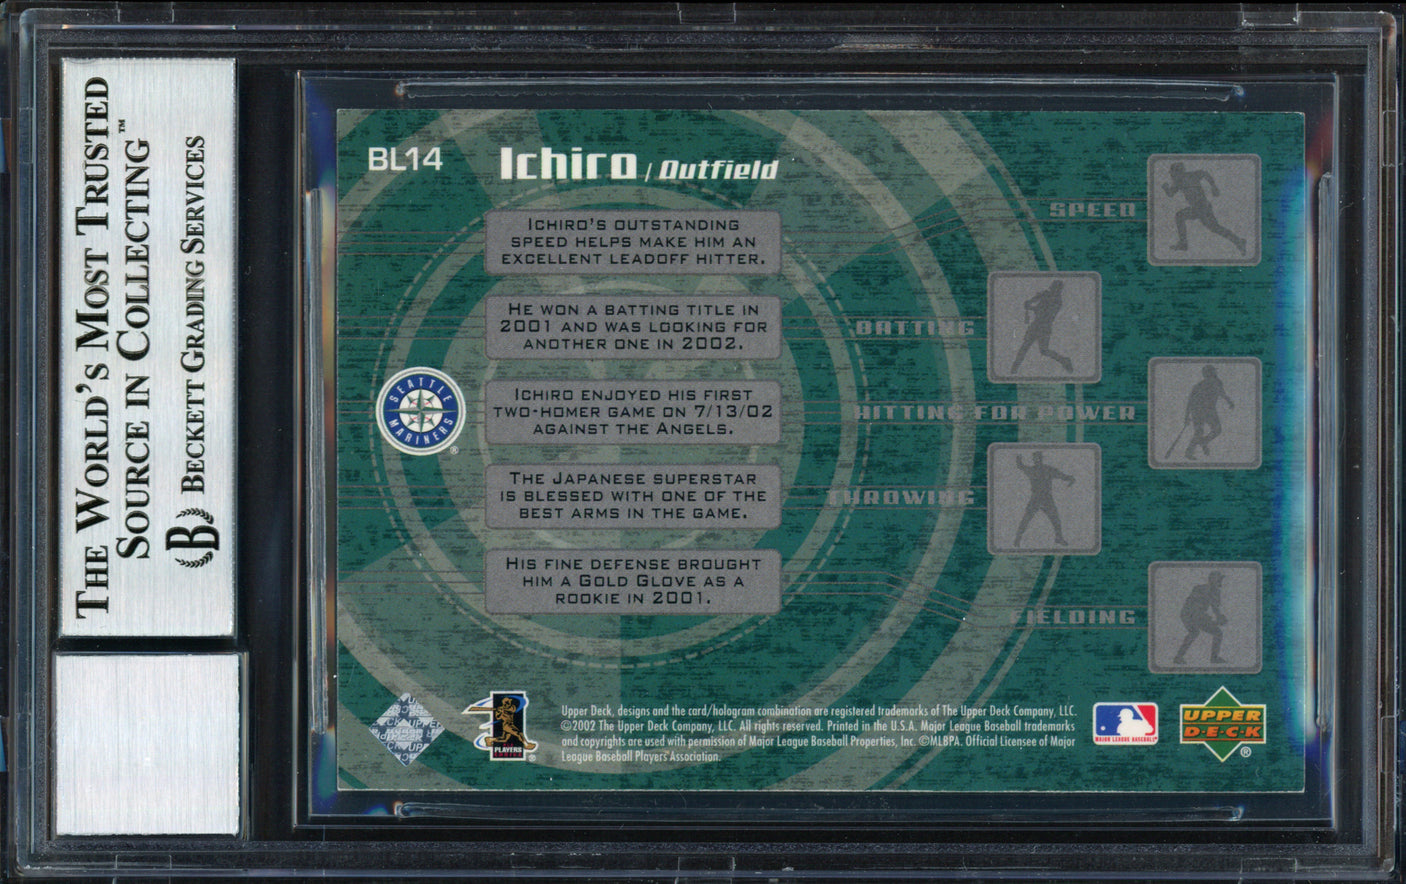 THE WORLD'S MOST TRUSTED
SOURCE IN COLLECTING™
B BECKETT GRADING SERVICES
BL14
Ichiro / Outfield
ICHIRO'S OUTSTANDING
SPEED HELPS MAKE HIM AN
EXCELLENT LEADOFF HITTER.
SPEED
HE WON A BATTING TITLE IN
2001 AND WAS LOOKING FOR
ANOTHER ONE IN 2002.
BATTING
ICHIRO ENJOYED HIS FIRST
TWO-HOMER GAME ON 7/13/02
AGAINST THE ANGELS.
HITTING FOR POWER
THE JAPANESE SUPERSTAR
IS BLESSED WITH ONE OF THE
BEST ARMS IN THE GAME.
THROWING
HIS FINE DEFENSE BROUGHT
HIM A GOLD GLOVE AS A
ROOKIE IN 2001.
FIELDING
SEATTLE
MARINERS
®
UPPER
PLAYERS
CHOICE
®
Upper Deck, designs and the card/hologram combination are registered trademarks of The Upper Deck Company, LLC.
©2002 The Upper Deck Company, LLC. All rights reserved. Printed in the U.S.A. Major League Baseball trademarks
and copyrights are used with permission of Major League Baseball Properties, Inc. ©MLBPA. Official Licensee of Major
League Baseball Players Association.
MAJOR LEAGUE BASEBALL
UPPER
DECK
®